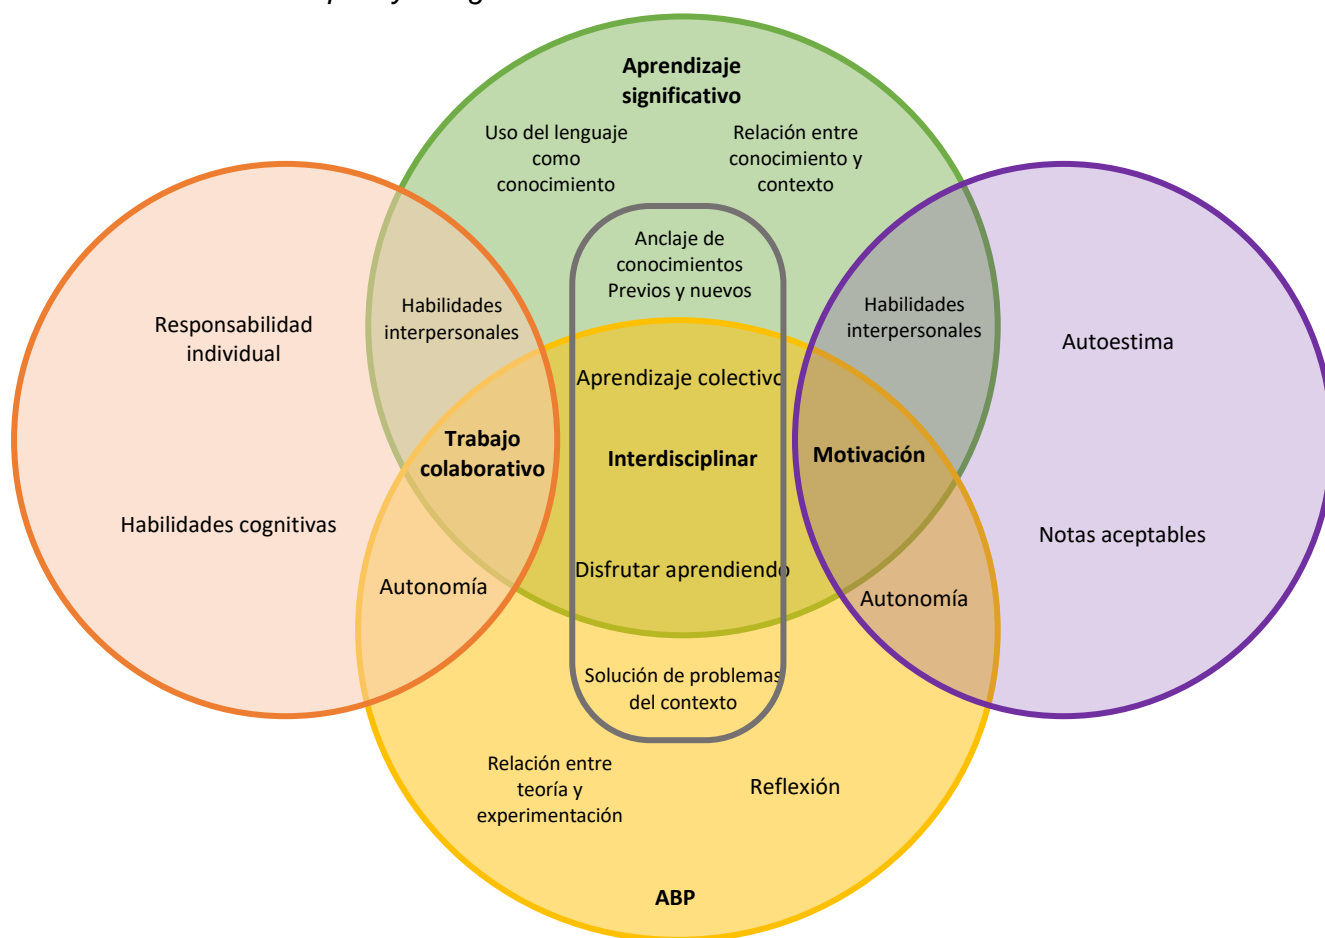 Aprendizaje
significativo
Uso del lenguaje
como
conocimiento
Relación entre
conocimiento y
contexto
Anclaje de
conocimientos
Previos y nuevos
Habilidades
interpersonales
Habilidades
interpersonales
Responsabilidad
individual
Autoestima
Aprendizaje colectivo
Trabajo
colaborativo
Interdisciplinar
Motivación
Habilidades cognitivas
Notas aceptables
Disfrutar aprendiendo
Autonomía
Autonomía
Solución de problemas
del contexto
Relación entre
teoría y
experimentación
Reflexión
ABP